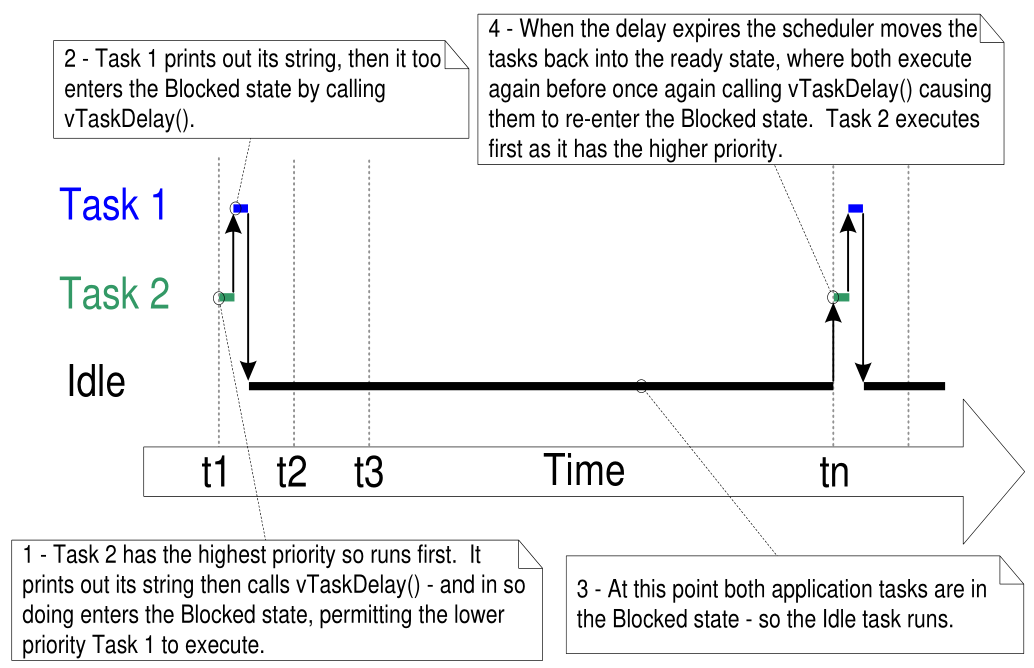 2 - Task 1 prints out its string, then it too
enters the Blocked state by calling
vTaskDelay().
4 - When the delay expires the scheduler moves the
tasks back into the ready state, where both execute
again before once again calling vTaskDelay() causing
them to re-enter the Blocked state.  Task 2 executes
first as it has the higher priority.
Task 1
Task 2
Idle
t1 t2 t3 Time tn
1 - Task 2 has the highest priority so runs first.  It
prints out its string then calls vTaskDelay() - and in so
doing enters the Blocked state, permitting the lower
priority Task 1 to execute.
3 - At this point both application tasks are in
the Blocked state - so the Idle task runs.